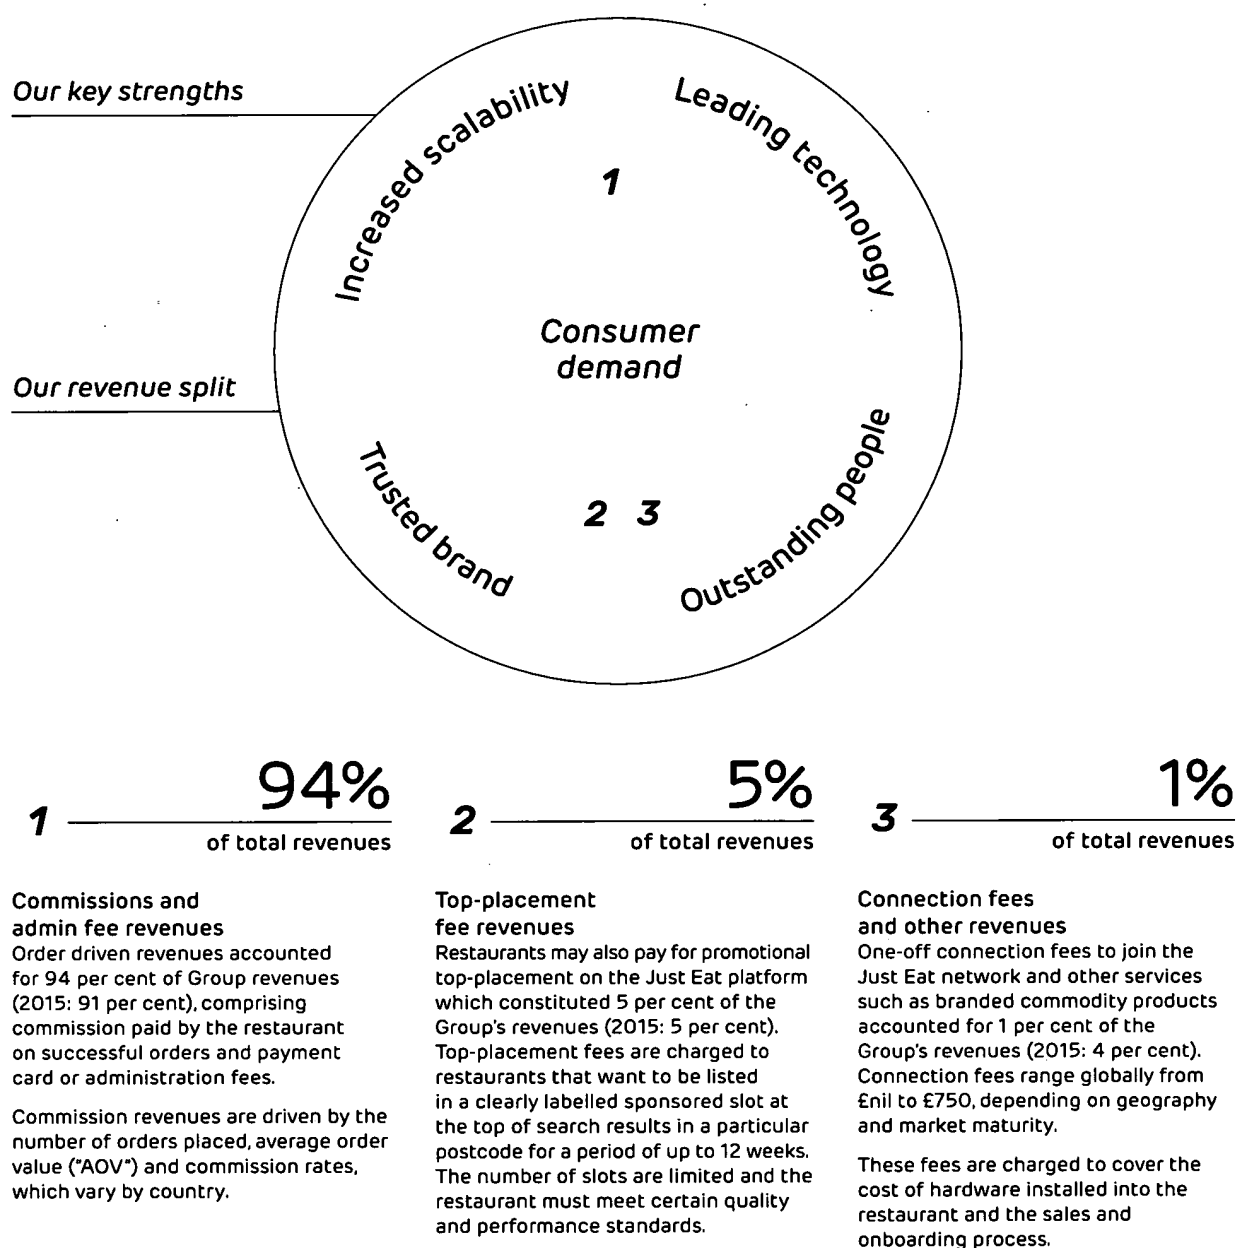 Our key strengths
Increased scalability
Leading technology
1
Consumer
demand
Our revenue split
Trusted brand
2 3
Outstanding people
94%
1
of total revenues
Commissions and
admin fee revenues
Order driven revenues accounted
for 94 per cent of Group revenues
(2015: 91 per cent), comprising
commission paid by the restaurant
on successful orders and payment
card or administration fees.
Commission revenues are driven by the
number of orders placed, average order
value ("AOV") and commission rates,
which vary by country.
5%
2
of total revenues
Top-placement
fee revenues
Restaurants may also pay for promotional
top-placement on the Just Eat platform
which constituted 5 per cent of the
Group's revenues (2015: 5 per cent).
Top-placement fees are charged to
restaurants that want to be listed
in a clearly labelled sponsored slot at
the top of search results in a particular
postcode for a period of up to 12 weeks.
The number of slots are limited and the
restaurant must meet certain quality
and performance standards.
1%
3
of total revenues
Connection fees
and other revenues
One-off connection fees to join the
Just Eat network and other services
such as branded commodity products
accounted for 1 per cent of the
Group's revenues (2015: 4 per cent).
Connection fees range globally from
£nil to £750, depending on geography
and market maturity.
These fees are charged to cover the
cost of hardware installed into the
restaurant and the sales and
onboarding process.